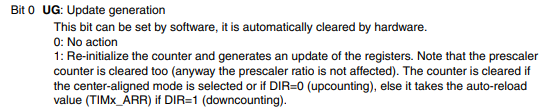 Bit 0 UG: Update generation
This bit can be set by software, it is automatically cleared by hardware.
0: No action
1: Re-initialize the counter and generates an update of the registers. Note that the prescaler
counter is cleared too (anyway the prescaler ratio is not affected). The counter is cleared if
the center-aligned mode is selected or if DIR=0 (upcounting), else it takes the auto-reload
value (TIMx_ARR) if DIR=1 (downcounting).